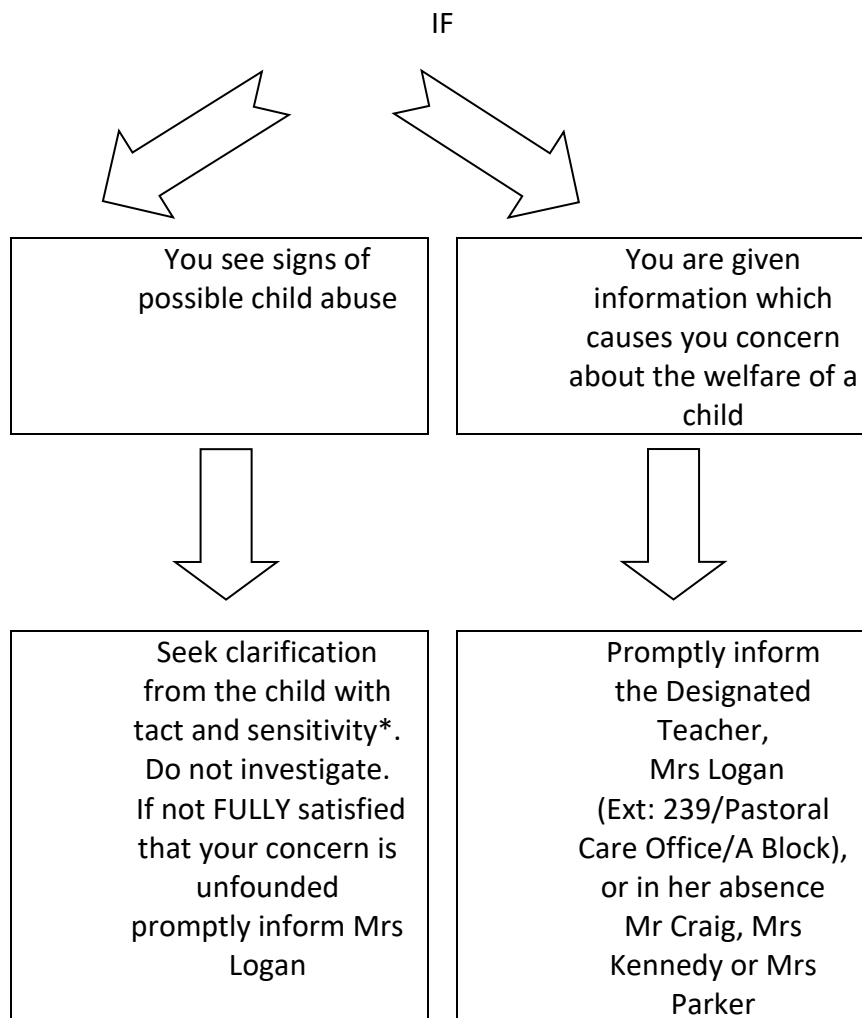 IF
You see signs of
possible child abuse
You are given
information which
causes you concern
about the welfare of a
child
Seek clarification
from the child with
tact and sensitivity*.
Do not investigate.
If not FULLY satisfied
that your concern is
unfounded
promptly inform Mrs
Logan
Promptly inform
the Designated
Teacher,
Mrs Logan
(Ext: 239/Pastoral
Care Office/A Block),
or in her absence
Mr Craig, Mrs
Kennedy or Mrs
Parker